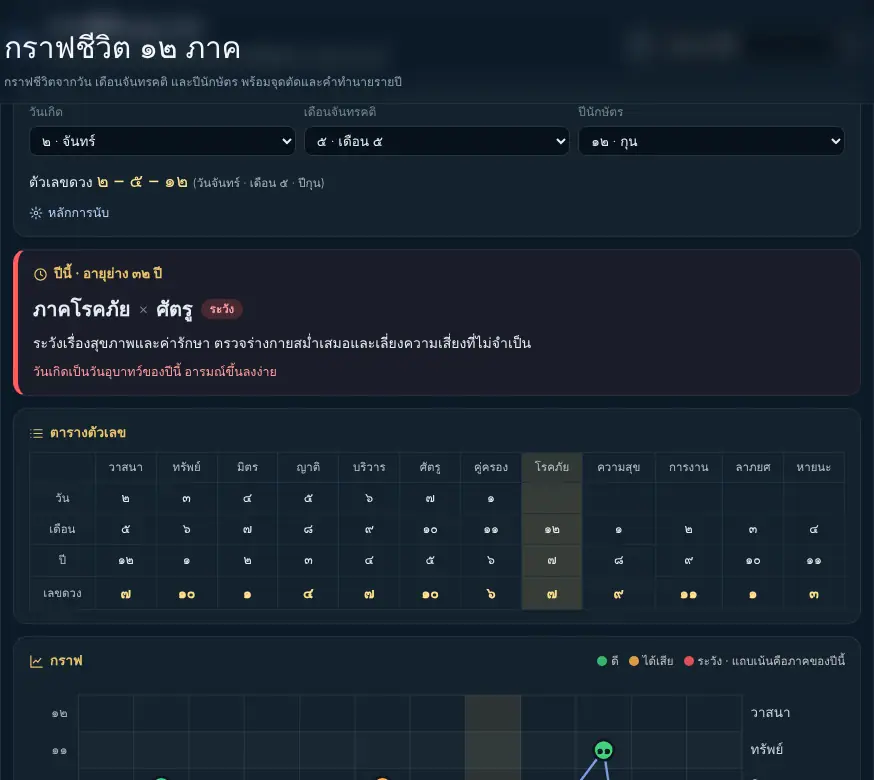 กราฟชีวิต ๑๒ ภาค
กราฟชีวิตจากวัน เดือนจันทรคติ และปีนักษัตร พร้อมจุดตัดและคำทำนายรายปี
วันเกิด เดือนจันทรคติ ปีนักษัตร
๒ · จันทร์ ๕ · เดือน ๕ ๑๒ · กุน
ตัวเลขดวง ๒ – ๕ – ๑๒ (วันจันทร์ · เดือน ๕ · ปีกุน)
หลักการนับ
ปีนี้ · อายุย่าง ๓๒ ปี
ภาคโรคภัย × ศัตรู ระวัง
ระวังเรื่องสุขภาพและค่ารักษา ตรวจร่างกายสม่ำเสมอและเลี่ยงความเสี่ยงที่ไม่จำเป็น
วันเกิดเป็นวันอุบาทว์ของปีนี้ อารมณ์ขึ้นลงง่าย
ตารางตัวเลข
วาสนา ทรัพย์ มิตร ญาติ บริวาร ศัตรู คู่ครอง โรคภัย ความสุข การงาน ลาภยศ หายนะ
วัน ๒ ๓ ๔ ๕ ๖ ๗ ๑
เดือน ๕ ๖ ๗ ๘ ๙ ๑๐ ๑๑ ๑๒ ๑ ๒ ๓ ๔
ปี ๑๒ ๑ ๒ ๓ ๔ ๕ ๖ ๗ ๘ ๙ ๑๐ ๑๑
เลขดวง ๗ ๑๐ ๑ ๔ ๗ ๑๐ ๖ ๗ ๙ ๑๑ ๑ ๓
กราฟ ดี ได้เสีย ระวัง · แถบเน้นคือภาคของปีนี้
๑๒ วาสนา
๑๑ ทรัพย์